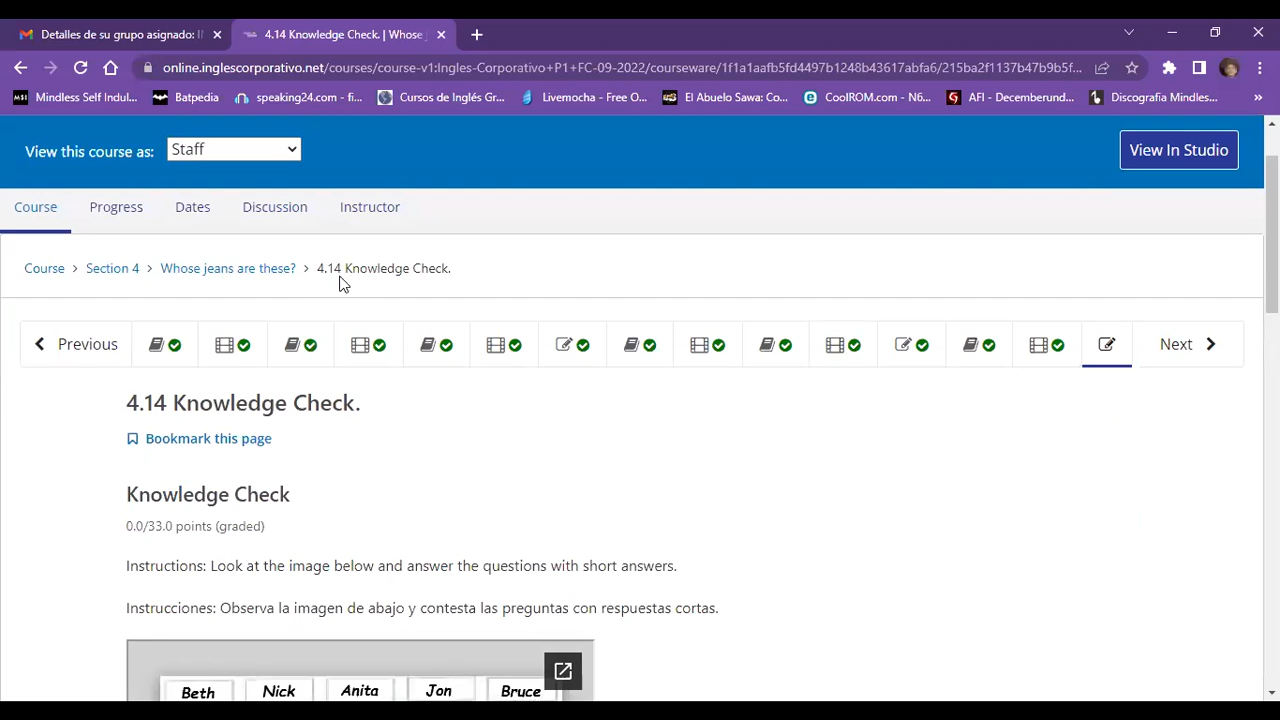 Detalles de su grupo asignado: I
4.14 Knowledge Check. | Whose j
online.inglescorporativo.net/courses/course-v1:Ingles-Corporativo+P1+FC-09-2022/courseware/1f1a1aafb5fd4497b1248b43617abfa6/215ba2f1137b47b9b5f...
Mindless Self Indul...
Batpedia
speaking24.com - fi...
Cursos de Inglés Gr...
Livemocha - Free O...
El Abuelo Sawa: Co...
CoolROM.com - N6...
AFI - Decemberund...
Discografia Mindles...
»
View this course as:
Staff
View In Studio
Course
Progress
Dates
Discussion
Instructor
Course > Section 4 > Whose jeans are these? > 4.14 Knowledge Check.
Previous
Next
4.14 Knowledge Check.
Bookmark this page
Knowledge Check
0.0/33.0 points (graded)
Instructions: Look at the image below and answer the questions with short answers.
Instrucciones: Observa la imagen de abajo y contesta las preguntas con respuestas cortas.
Beth
Nick
Anita
Jon
Bruce